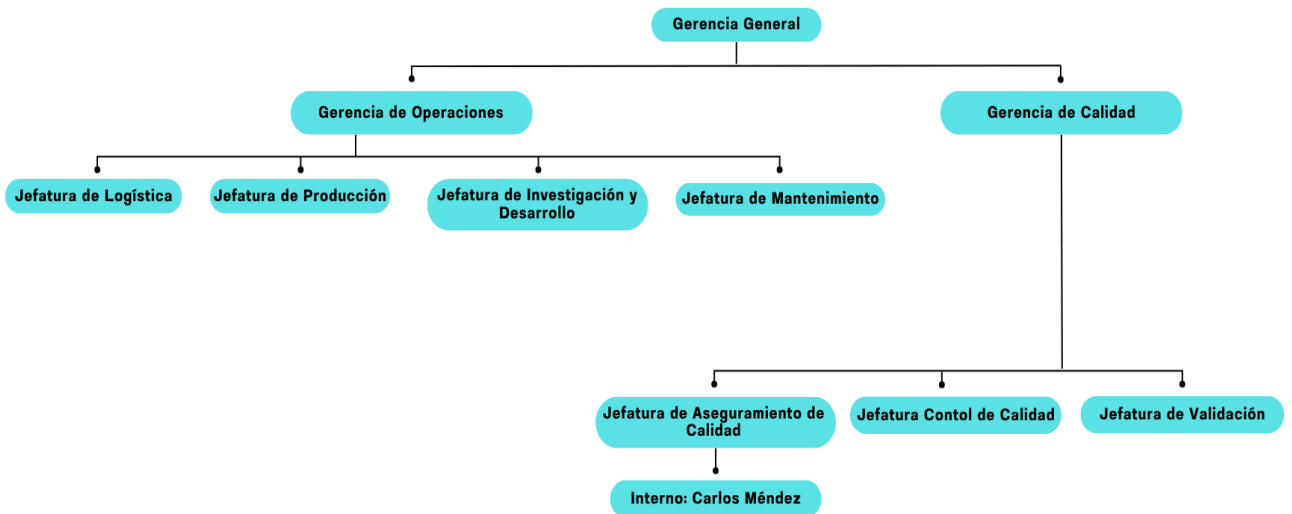 Gerencia General
Gerencia de Operaciones
Gerencia de Calidad
Jefatura de Logística
Jefatura de Producción
Jefatura de Investigación y
Desarrollo
Jefatura de Mantenimiento
Jefatura de Aseguramiento de
Calidad
Jefatura Contol de Calidad
Jefatura de Validación
Interno: Carlos Méndez